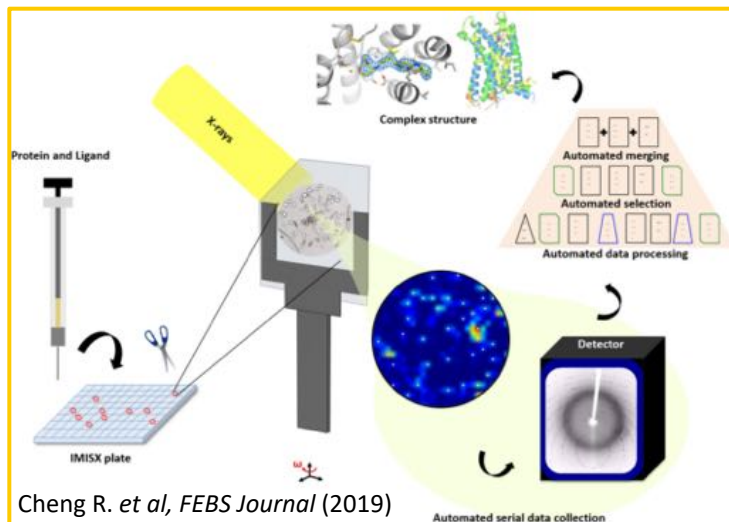 Complex structure
X-rays
Protein and Ligand
Automated merging
Automated selection
Automated data processing
Detector
IMISX plate
ω
Cheng R. et al, FEBS Journal (2019)
Automated serial data collection